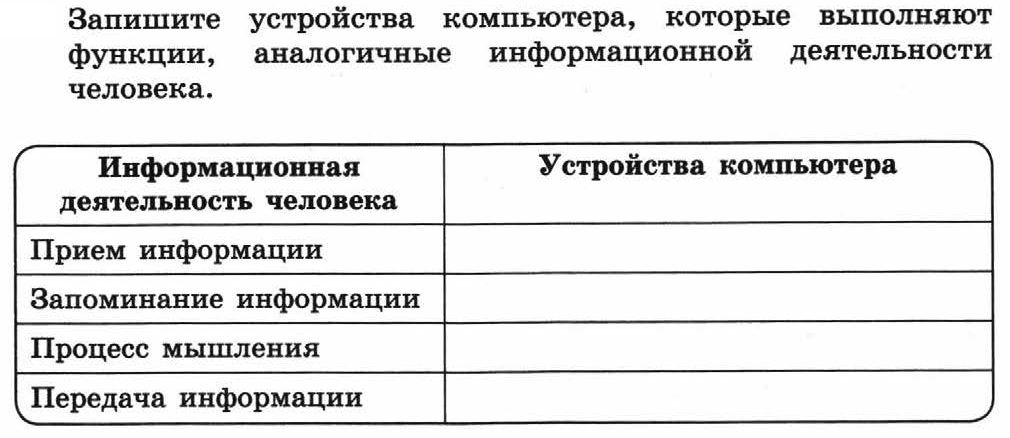 Запишите устройства компьютера, которые выполняют
функции, аналогичные информационной деятельности
человека.
Информационная
деятельность человека
Устройства компьютера
Прием информации
Запоминание информации
Процесс мышления
Передача информации